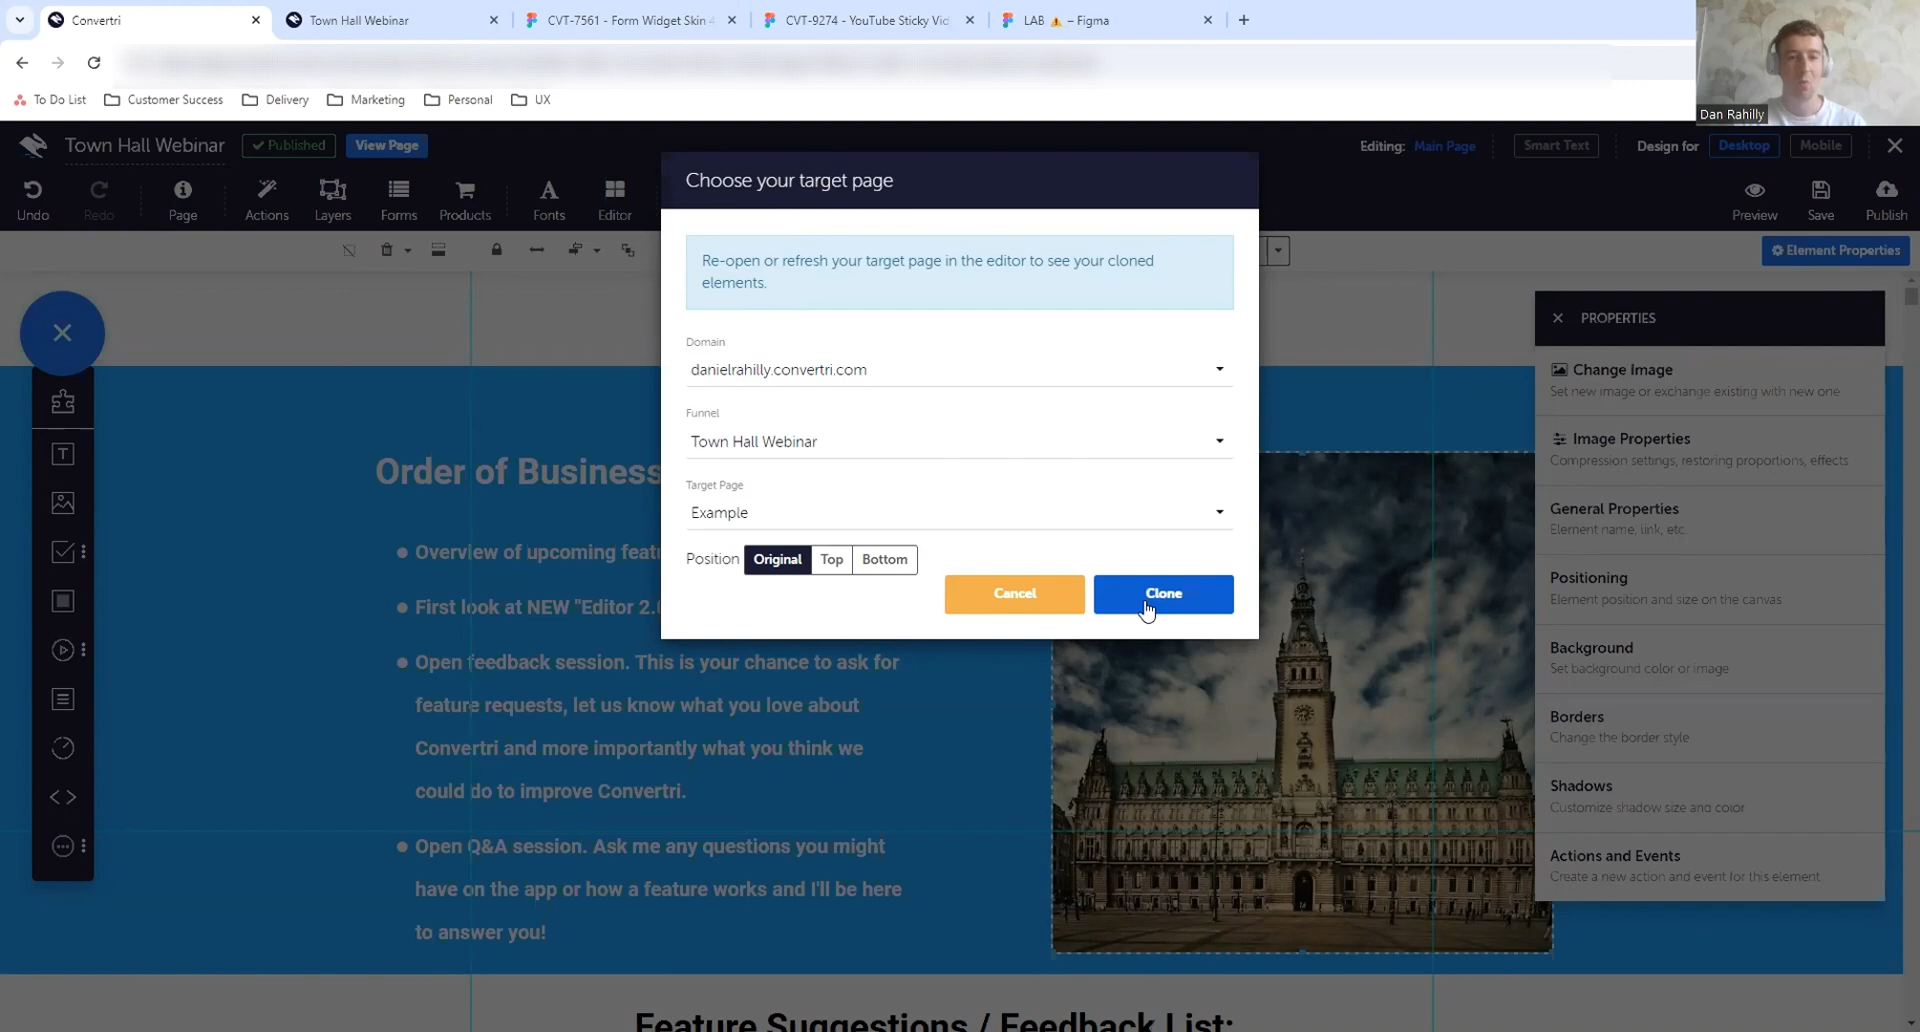 Convertri
Town Hall Webinar
CVT-7561 - Form Widget Skin
CVT-9274 - YouTube Sticky Vid
LAB ⚠ – Figma
To Do List
Customer Success
Delivery
Marketing
Personal
UX
Dan Rahilly
Town Hall Webinar
Published
View Page
Editing: Main Page
Smart Text
Design for
Desktop
Mobile
Undo
Redo
Page
Actions
Layers
Forms
Products
Fonts
Editor
Preview
Save
Publish
Element Properties
Choose your target page
Re-open or refresh your target page in the editor to see your cloned
elements.
Domain
danielrahilly.convertri.com
Funnel
Town Hall Webinar
Target Page
Example
Position
Original
Top
Bottom
Cancel
Clone
Order of Business
Overview of upcoming featu
First look at NEW "Editor 2.
Open feedback session. This is your chance to ask for
feature requests, let us know what you love about
Convertri and more importantly what you think we
could do to improve Convertri.
Open Q&A session. Ask me any questions you might
have on the app or how a feature works and I'll be here
to answer you!
Feature Suggestions / Feedback List:
PROPERTIES
Change Image
Set new image or exchange existing with new one
Image Properties
Compression settings, restoring proportions, effects
General Properties
Element name, link, etc.
Positioning
Element position and size on the canvas
Background
Set background color or image
Borders
Change the border style
Shadows
Customize shadow size and color
Actions and Events
Create a new action and event for this element